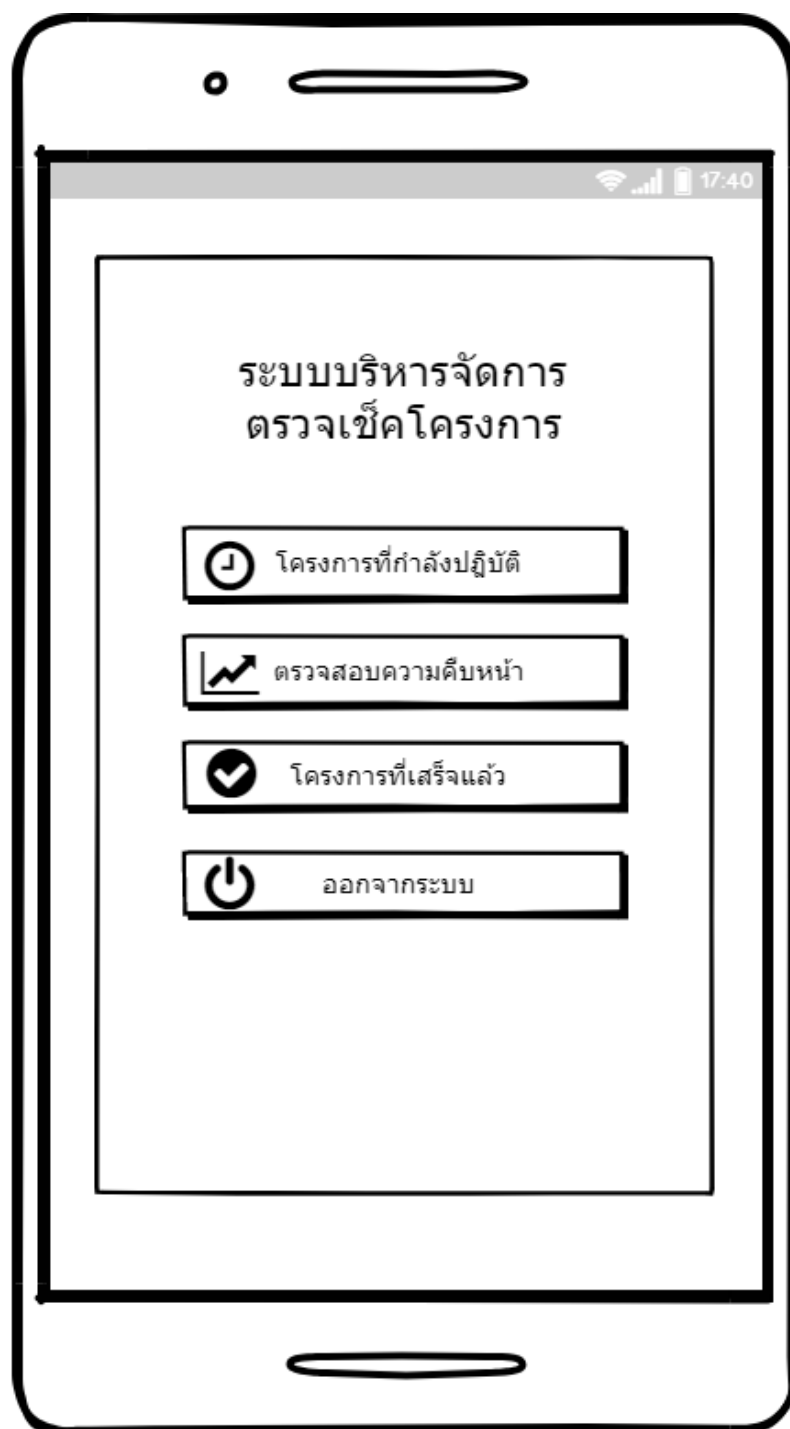 17:40
ระบบบริหารจัดการ
ตรวจเช็คโครงการ
โครงการที่กำลังปฎิบัติ
ตรวจสอบความคืบหน้า
โครงการที่เสร็จแล้ว
ออกจากระบบ